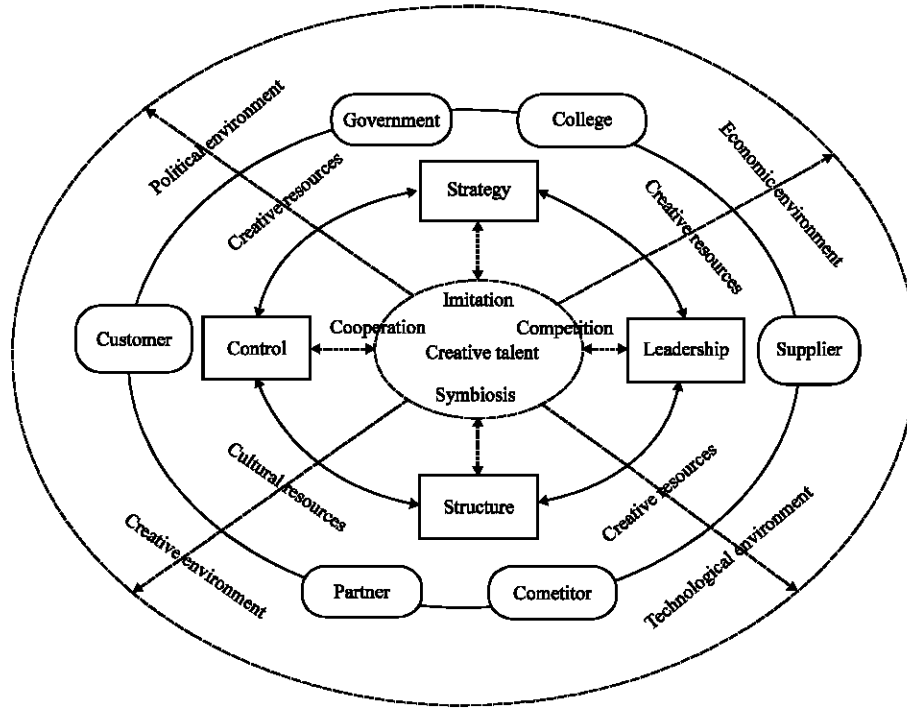 Government
College
Political environment
Economic environment
Creative resources
Strategy
Creative resources
Imitation
Customer
Control
Cooperation
Competition
Creative talent
Leadership
Supplier
Symbiosis
Cultural resources
Creative resources
Structure
Creative environment
Technological environment
Partner
Cometitor